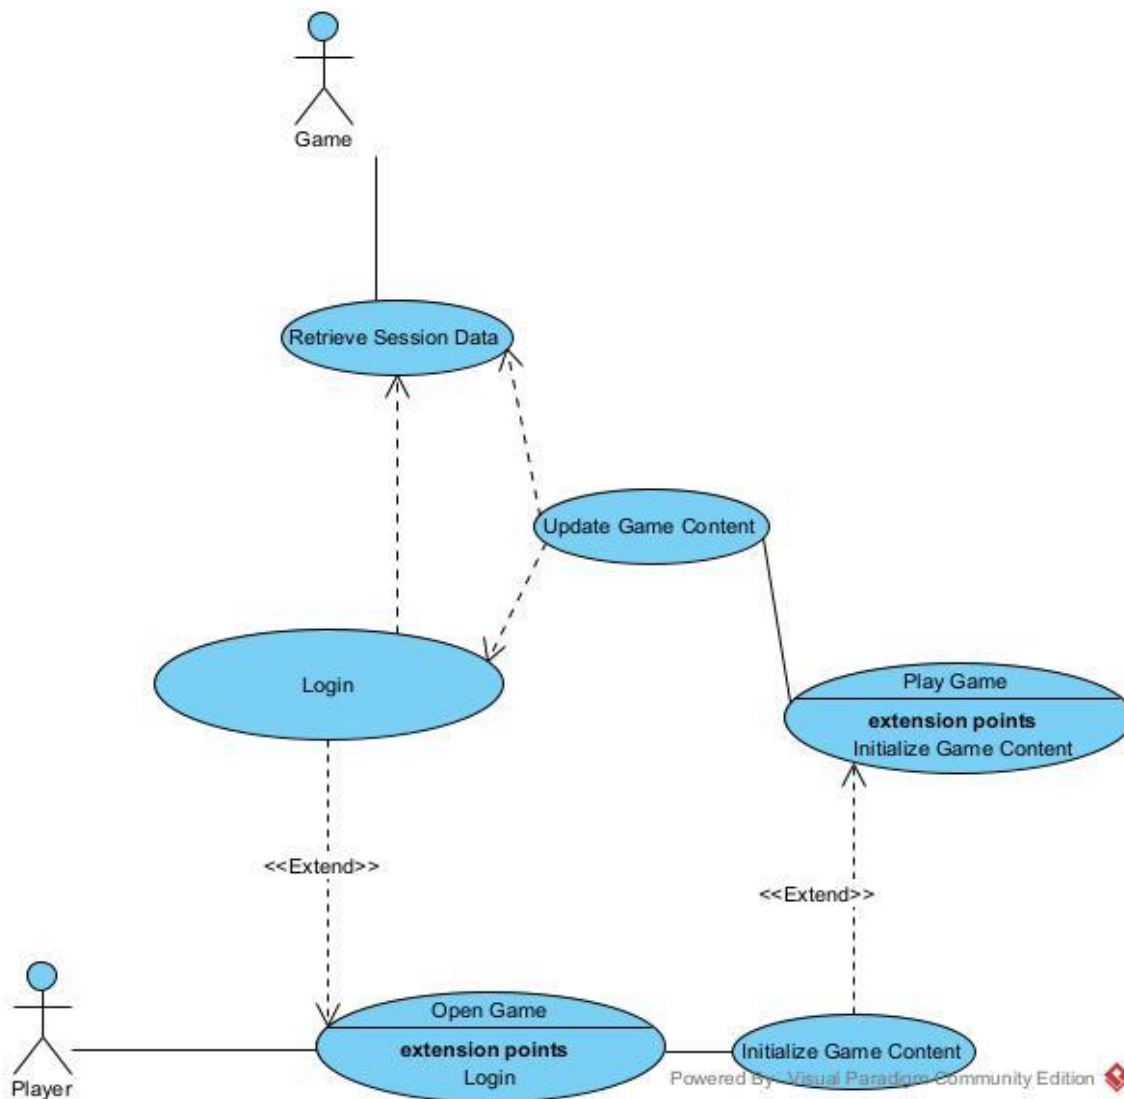 Game
Retrieve Session Data
Update Game Content
Login
Play Game
extension points
Initialize Game Content
<<Extend>>
<<Extend>>
Open Game
extension points
Login
Initialize Game Content
Player
Powered By Visual Paradigm Community Edition